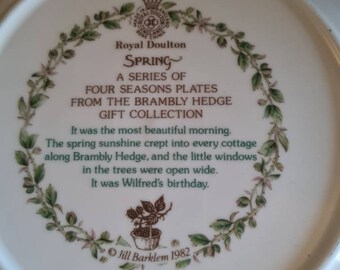 Royal Doulton
SPRING
A SERIES OF
FOUR SEASONS PLATES
FROM THE BRAMBLY HEDGE
GIFT COLLECTION
It was the most beautiful morning.
The spring sunshine crept into every cottage
along Brambly Hedge, and the little windows
in the trees were open wide.
It was Wilfred's birthday.
© Jill Barklem 1982